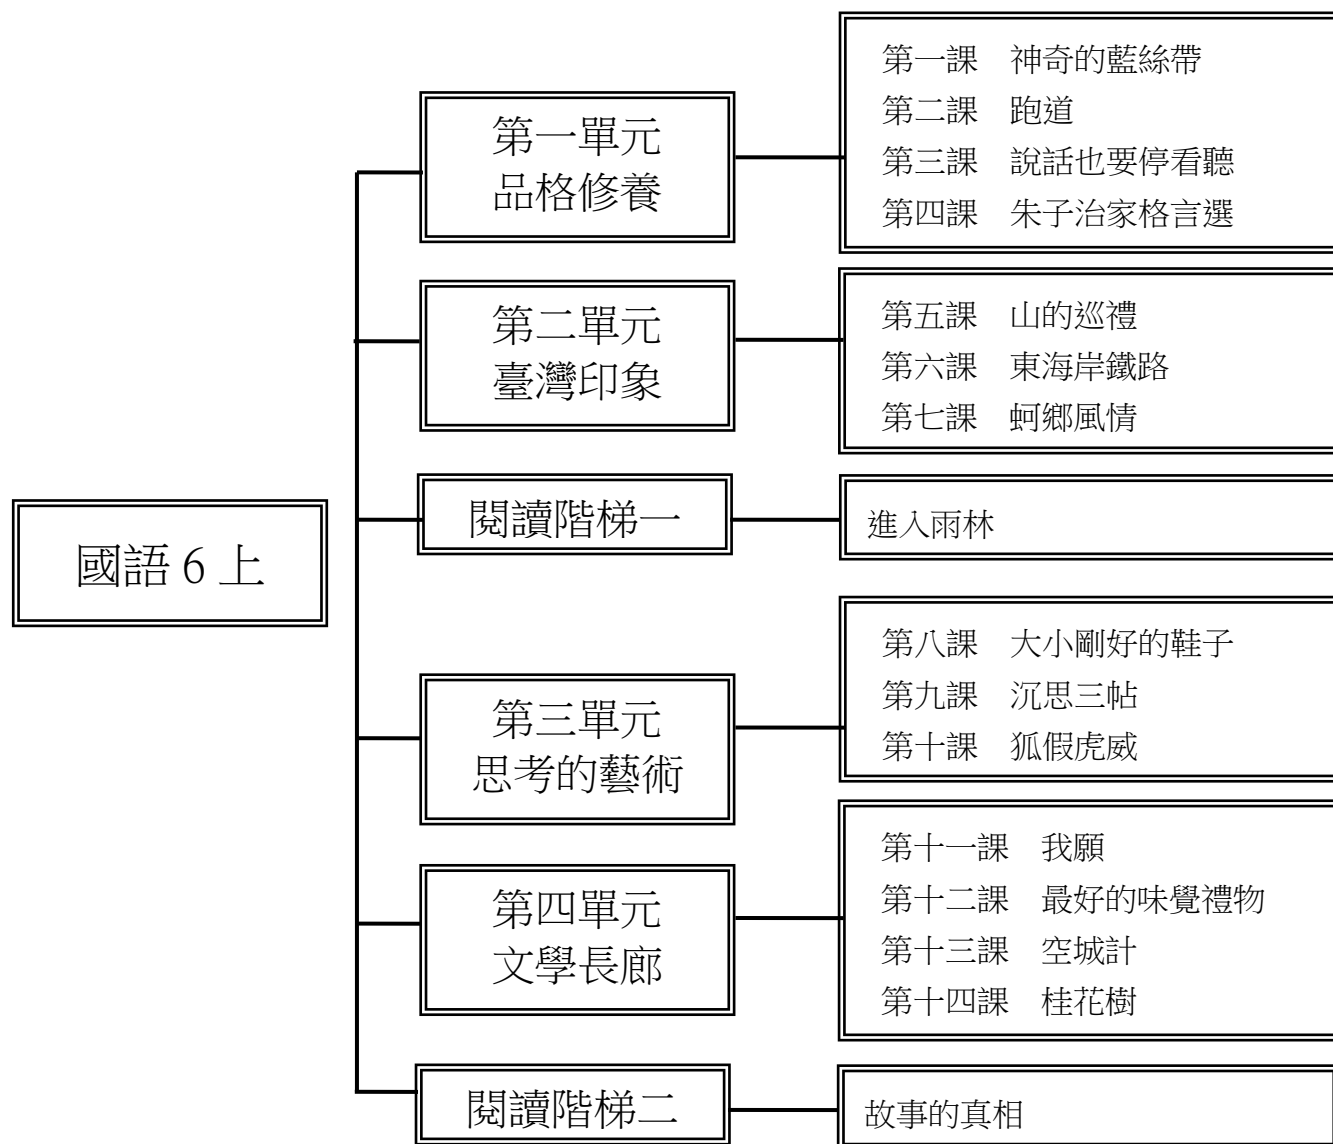 國語 6 上
第一單元
品格修養
第一課　神奇的藍絲帶
第二課　跑道
第三課　說話也要停看聽
第四課　朱子治家格言選
第二單元
臺灣印象
第五課　山的巡禮
第六課　東海岸鐵路
第七課　蚵鄉風情
閱讀階梯一
進入雨林
第三單元
思考的藝術
第八課　大小剛好的鞋子
第九課　沉思三帖
第十課　狐假虎威
第四單元
文學長廊
第十一課　我願
第十二課　最好的味覺禮物
第十三課　空城計
第十四課　桂花樹
閱讀階梯二
故事的真相